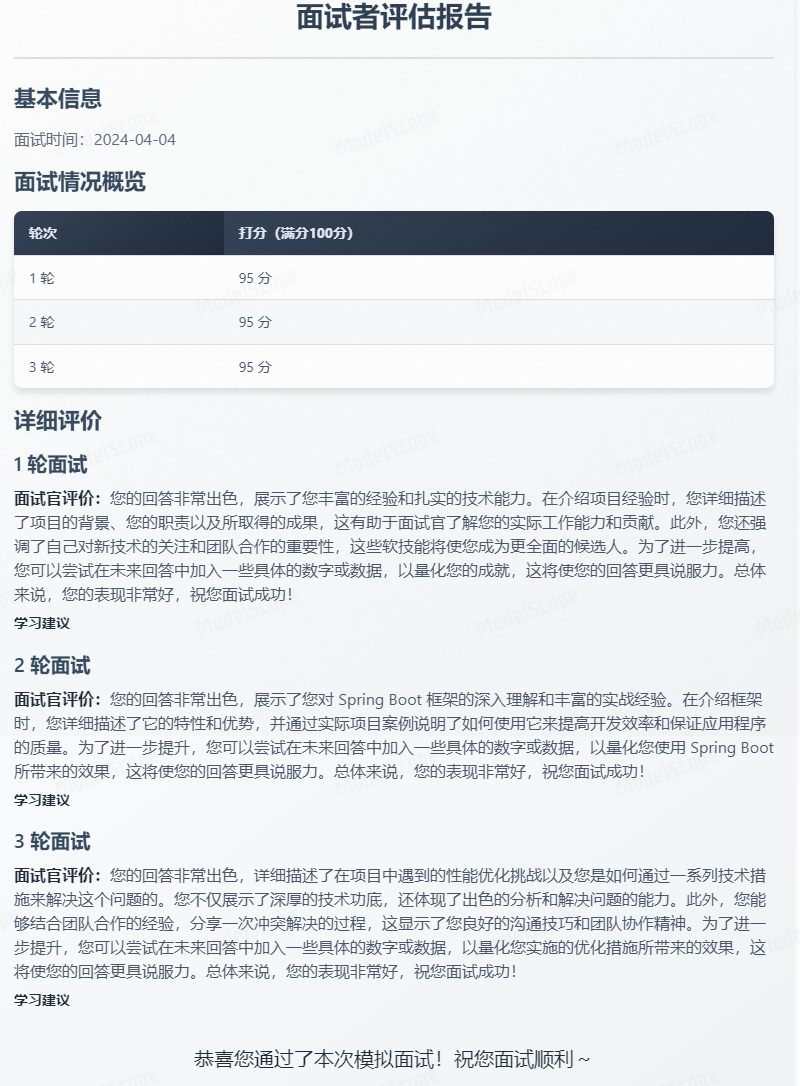 面试者评估报告
基本信息
面试时间：2024-04-04
面试情况概览
轮次 打分（满分100分）
1 轮 95 分
2 轮 95 分
3 轮 95 分
详细评价
1 轮面试
面试官评价：您的回答非常出色，展示了您丰富的经验和扎实的技术能力。在介绍项目经验时，您详细描述
了项目的背景、您的职责以及所取得的成果，这有助于面试官了解您的实际工作能力和贡献。此外，您还强
调了自己对新技术的关注和团队合作的重要性，这些软技能将使您成为更全面的候选人。为了进一步提高，
您可以尝试在未来回答中加入一些具体的数字或数据，以量化您的成就，这将使您的回答更具说服力。总体
来说，您的表现非常好，祝您面试成功！
学习建议
2 轮面试
面试官评价：您的回答非常出色，展示了您对 Spring Boot 框架的深入理解和丰富的实战经验。在介绍框架
时，您详细描述了它的特性和优势，并通过实际项目案例说明了如何使用它来提高开发效率和保证应用程序
的质量。为了进一步提升，您可以尝试在未来回答中加入一些具体的数字或数据，以量化您使用 Spring Boot
所带来的效果，这将使您的回答更具说服力。总体来说，您的表现非常好，祝您面试成功！
学习建议
3 轮面试
面试官评价：您的回答非常出色，详细描述了在项目中遇到的性能优化挑战以及您是如何通过一系列技术措
施来解决这个问题的。您不仅展示了深厚的技术功底，还体现了出色的分析和解决问题的能力。此外，您能
够结合团队合作的经验，分享一次冲突解决的过程，这显示了您良好的沟通技巧和团队协作精神。为了进一
步提升，您可以尝试在未来回答中加入一些具体的数字或数据，以量化您实施的优化措施所带来的效果，这
将使您的回答更具说服力。总体来说，您的表现非常好，祝您面试成功！
学习建议
恭喜您通过了本次模拟面试！祝您面试顺利 ~
ModelScope